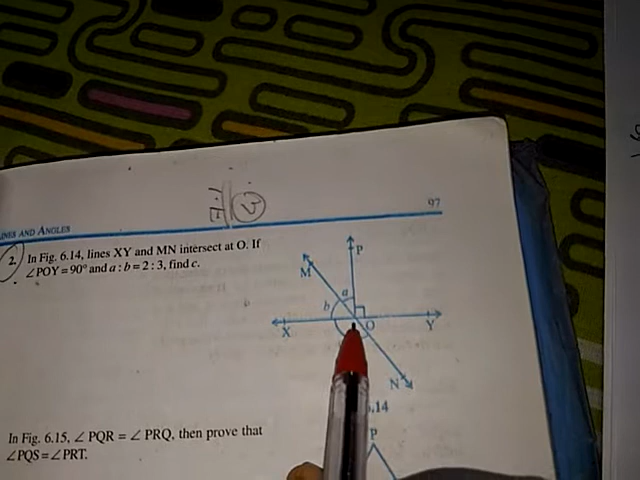 97
LINES AND ANGLES
2. In Fig. 6.14, lines XY and MN intersect at O. If
∠POY = 90° and a : b = 2 : 3, find c.
P
M
a
b
X
O
Y
N
.14
In Fig. 6.15, ∠ PQR = ∠ PRQ, then prove that
∠PQS = ∠PRT.
P